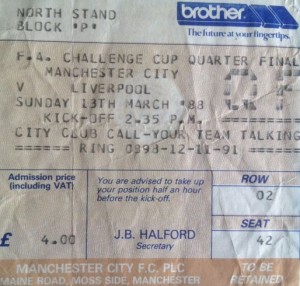 NORTH STAND
BLOCK 'P'
brother
The future at your fingertips.
F.A. CHALLENGE CUP QUARTER FINAL
MANCHESTER CITY
V LIVERPOOL
SUNDAY 13TH MARCH '88
KICK-OFF 2.35 P.M.
CITY CLUB CALL-YOUR TEAM TALKING
RING 0898-12-11-91
Admission price
(including VAT)
£ 4.00
You are advised to take up
your position half an hour
before the kick-off.
J.B. HALFORD
Secretary
ROW
02
SEAT
42
MANCHESTER CITY F.C. PLC
MAINE ROAD, MOSS SIDE, MANCHESTER
TO BE
RETAINED